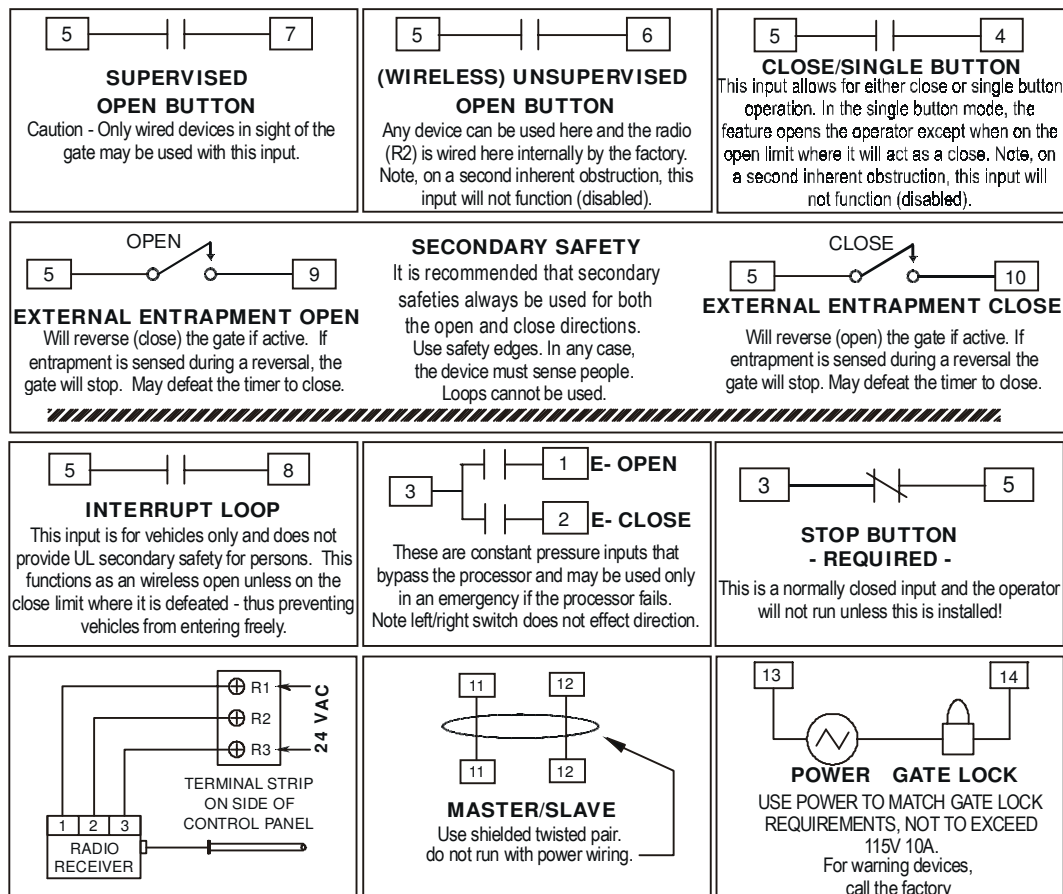 5 7
SUPERVISED
OPEN BUTTON
Caution - Only wired devices in sight of the
gate may be used with this input.
5 6
(WIRELESS) UNSUPERVISED
OPEN BUTTON
Any device can be used here and the radio
(R2) is wired here internally by the factory.
Note, on a second inherent obstruction, this
input will not function (disabled).
5 4
CLOSE/SINGLE BUTTON
This input allows for either close or single button
operation. In the single button mode, the
feature opens the operator except when on the
open limit where it will act as a close. Note, on
a second inherent obstruction, this input will
not function (disabled).
OPEN
5 9
EXTERNAL ENTRAPMENT OPEN
Will reverse (close) the gate if active. If
entrapment is sensed during a reversal, the
gate will stop. May defeat the timer to close.
SECONDARY SAFETY
It is recommended that secondary
safeties always be used for both
the open and close directions.
Use safety edges. In any case,
the device must sense people.
Loops cannot be used.
CLOSE
5 10
EXTERNAL ENTRAPMENT CLOSE
Will reverse (open) the gate if active. If
entrapment is sensed during a reversal the
gate will stop. May defeat the timer to close.
5 8
INTERRUPT LOOP
This input is for vehicles only and does not
provide UL secondary safety for persons. This
functions as an wireless open unless on the
close limit where it is defeated - thus preventing
vehicles from entering freely.
1 E- OPEN
3
2 E- CLOSE
These are constant pressure inputs that
bypass the processor and may be used only
in an emergency if the processor fails.
Note left/right switch does not effect direction.
3 5
STOP BUTTON
- REQUIRED -
This is a normally closed input and the operator
will not run unless this is installed!
R1
R2
R3
24 VAC
TERMINAL STRIP
ON SIDE OF
CONTROL PANEL
1 2 3
RADIO
RECEIVER
11 12
11 12
MASTER/SLAVE
Use shielded twisted pair.
do not run with power wiring.
13 14
POWER GATE LOCK
USE POWER TO MATCH GATE LOCK
REQUIREMENTS, NOT TO EXCEED
115V 10A.
For warning devices,
call the factory